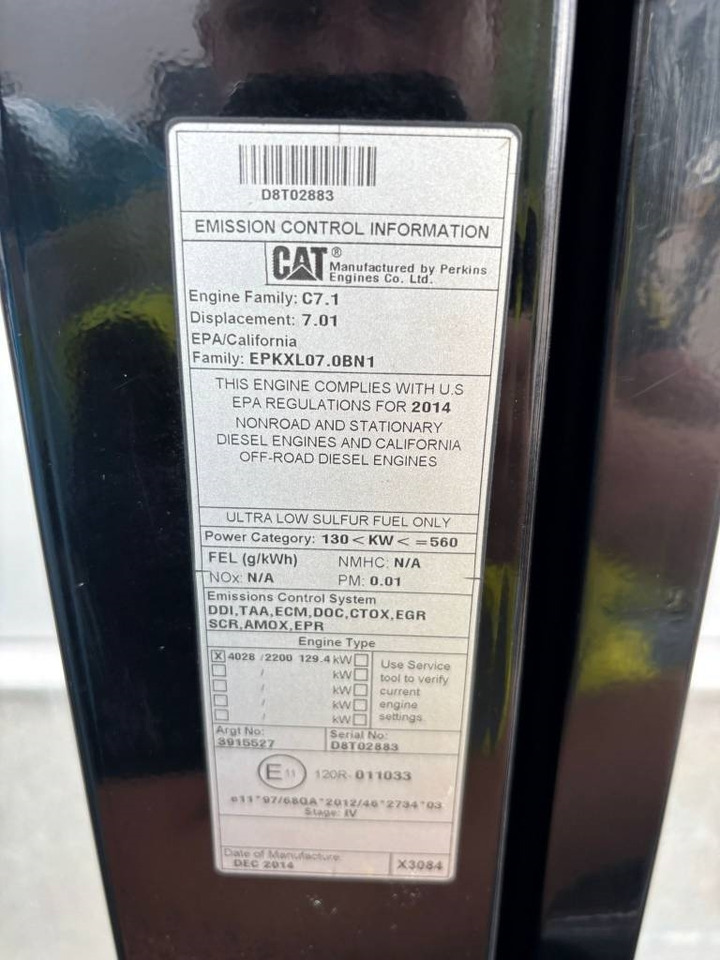 D8T02883
EMISSION CONTROL INFORMATION
CAT® Manufactured by Perkins
Engines Co. Ltd.
Engine Family: C7.1
Displacement: 7.01
EPA/California
Family: EPKXL07.0BN1
THIS ENGINE COMPLIES WITH U.S
EPA REGULATIONS FOR 2014
NONROAD AND STATIONARY
DIESEL ENGINES AND CALIFORNIA
OFF-ROAD DIESEL ENGINES
ULTRA LOW SULFUR FUEL ONLY
Power Category: 130 < KW < =560
FEL (g/kWh) NMHC: N/A
NOx: N/A PM: 0.01
Emissions Control System
DDI,TAA,ECM,DOC,CTOX,EGR
SCR,AMOX,EPR
Engine Type
X 4028 /2200 129.4 kW
/ kW
/ kW
/ kW
/ kW
Use Service
tool to verify
current
engine
settings
Argt No: Serial No:
3915527 D8T02883
E 11 120R-011033
e11*97/68QA*2012/46*2734*03
Stage: IV
Date of Manufacture
DEC 2014 X3084